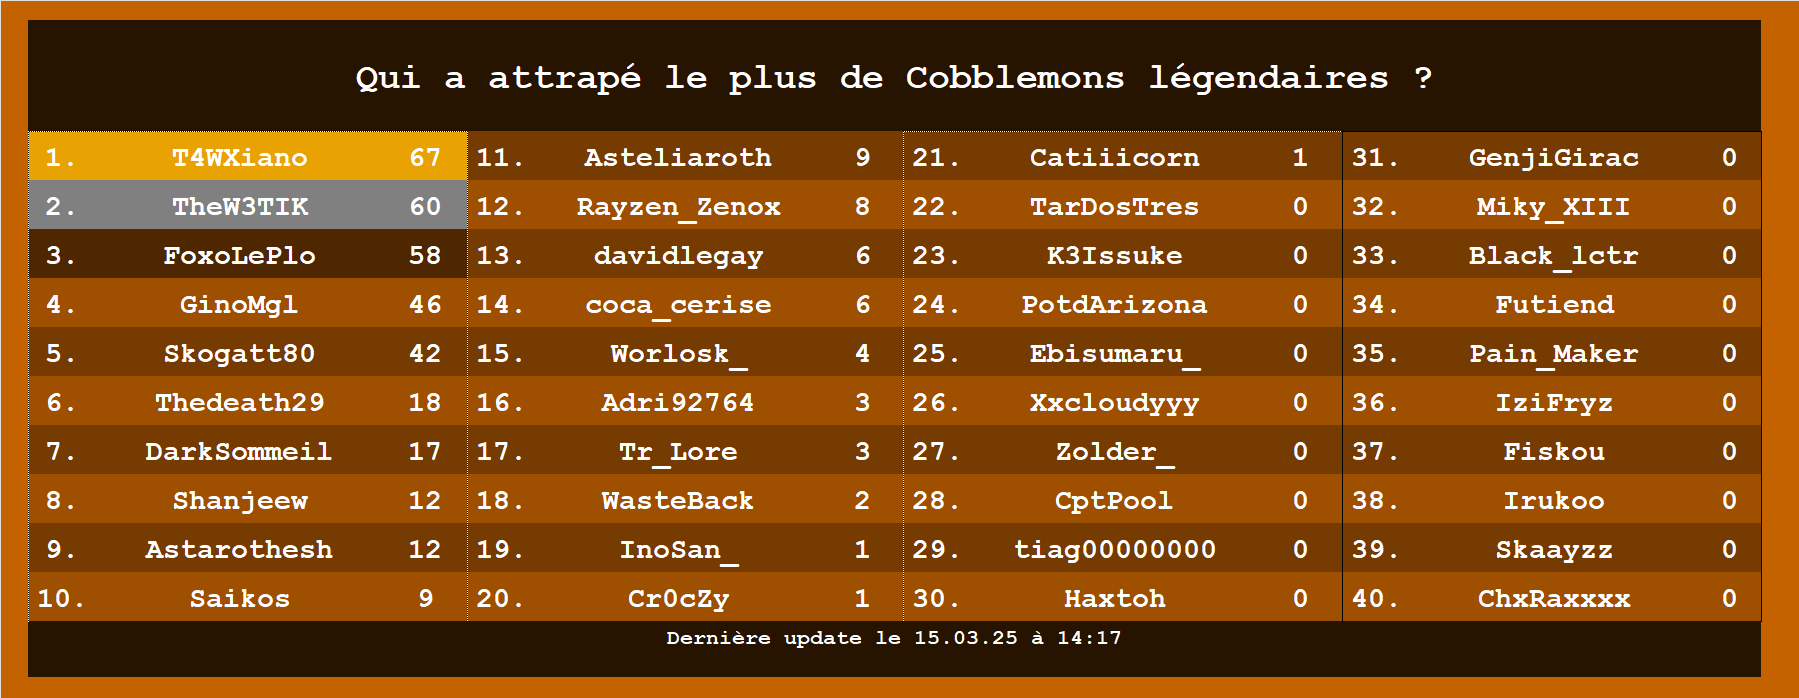 Qui a attrapé le plus de Cobblemons légendaires ?
1. T4WXiano 67 11. Asteliaroth 9 21. Catiiicorn 1 31. GenjiGirac 0
2. TheW3TIK 60 12. Rayzen_Zenox 8 22. TarDosTres 0 32. Miky_XIII 0
3. FoxoLePlo 58 13. davidlegay 6 23. K3Issuke 0 33. Black_lctr 0
4. GinoMgl 46 14. coca_cerise 6 24. PotdArizona 0 34. Futiend 0
5. Skogatt80 42 15. Worlosk_ 4 25. Ebisumaru_ 0 35. Pain_Maker 0
6. Thedeath29 18 16. Adri92764 3 26. Xxcloudyyy 0 36. IziFryz 0
7. DarkSommeil 17 17. Tr_Lore 3 27. Zolder_ 0 37. Fiskou 0
8. Shanjeew 12 18. WasteBack 2 28. CptPool 0 38. Irukoo 0
9. Astarothesh 12 19. InoSan_ 1 29. tiag00000000 0 39. Skaayzz 0
10. Saikos 9 20. Cr0cZy 1 30. Haxtoh 0 40. ChxRaxxxx 0
Dernière update le 15.03.25 à 14:17